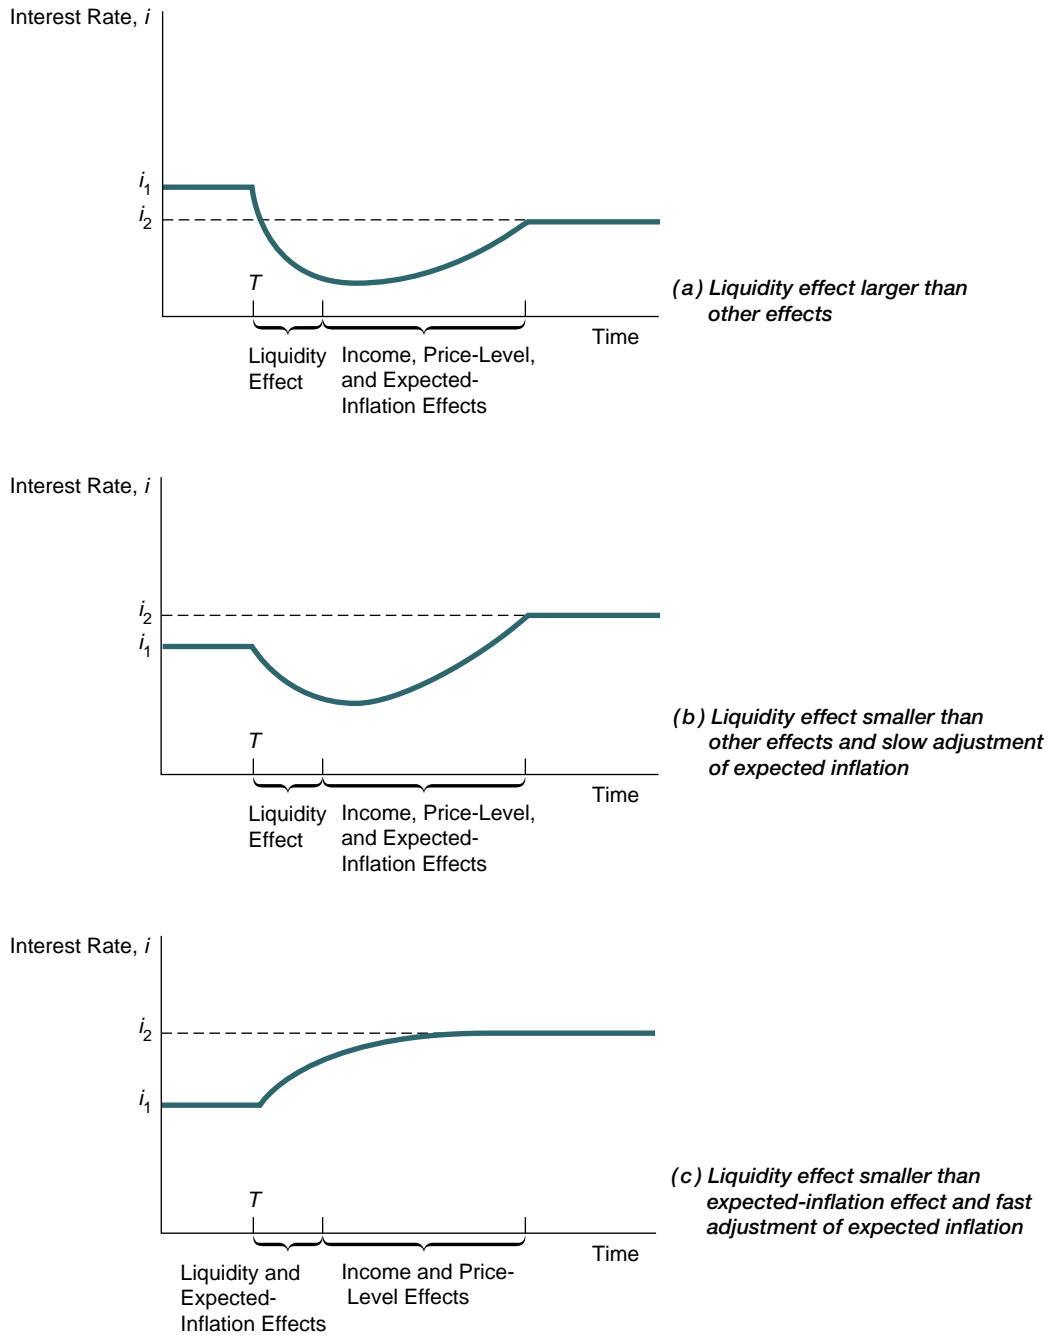 Interest Rate, i
i1
i2
T
(a) Liquidity effect larger than
other effects
Time
Liquidity
Effect
Income, Price-Level,
and Expected-
Inflation Effects
Interest Rate, i
i2
i1
T
(b) Liquidity effect smaller than
other effects and slow adjustment
of expected inflation
Time
Liquidity
Effect
Income, Price-Level,
and Expected-
Inflation Effects
Interest Rate, i
i2
i1
T
(c) Liquidity effect smaller than
expected-inflation effect and fast
adjustment of expected inflation
Time
Liquidity and
Expected-
Inflation Effects
Income and Price-
Level Effects